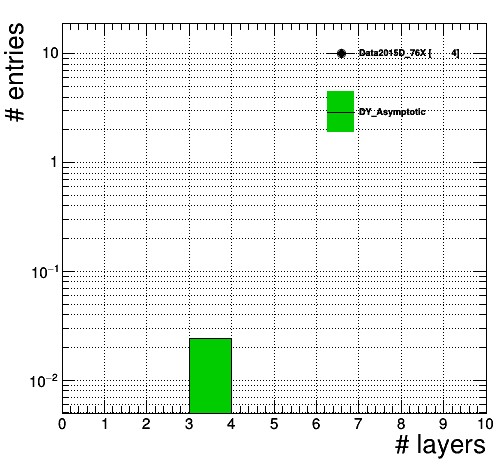 # entries
10
1
10⁻¹
10⁻²
Data2015D_76X [ 4]
DY_Asymptotic
0 1 2 3 4 5 6 7 8 9 10
# layers